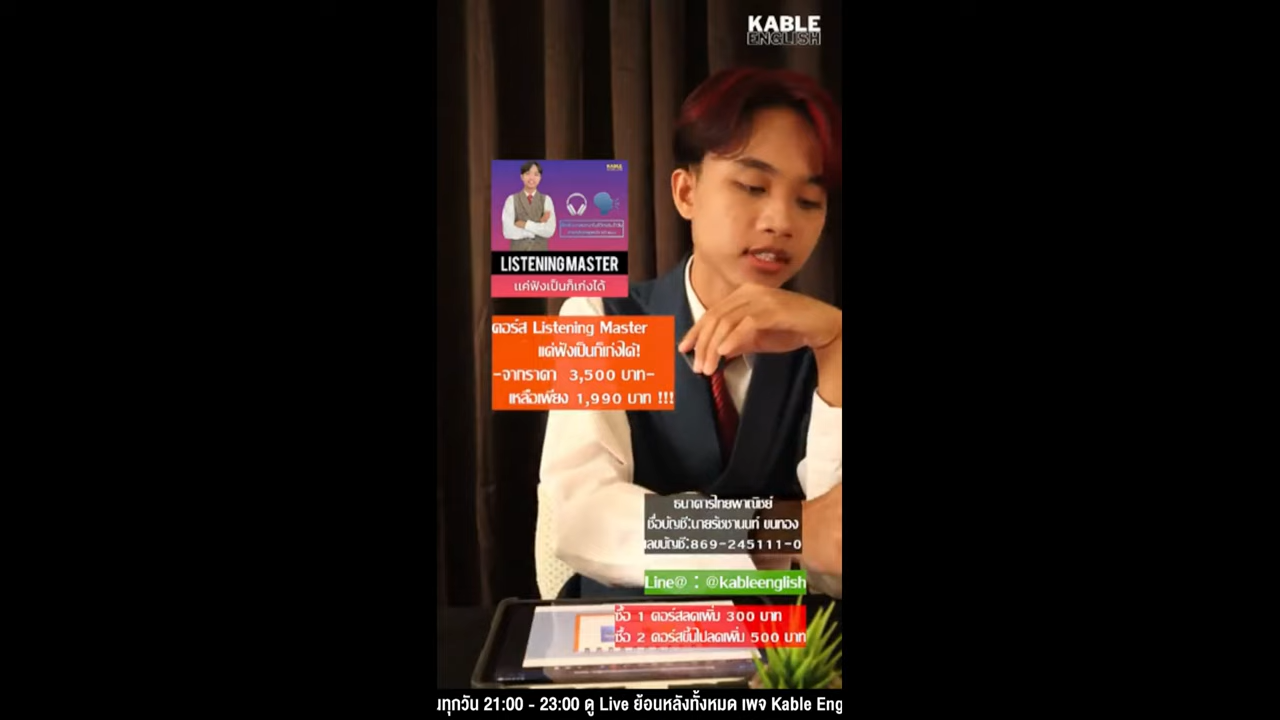 KABLE
ENGLISH
KABLE
LISTENING MASTER
แค่ฟังเป็นก็เก่งได้
คอร์ส Listening Master
แค่ฟังเป็นก็เก่งได้!
-จากราคา 3,500 บาท-
เหลือเพียง 1,990 บาท !!!
ธนาคารไทยพาณิชย์
ชื่อบัญชี:นายรัชชานนท์ ขนทอง
เลขบัญชี:869-245111-0
Line@ : @kableenglish
ซื้อ 1 คอร์สลดเพิ่ม 300 บาท
ซื้อ 2 คอร์สขึ้นไปลดเพิ่ม 500 บาท
นทุกวัน 21:00 - 23:00 ดู Live ย้อนหลังทั้งหมด เพจ Kable Eng